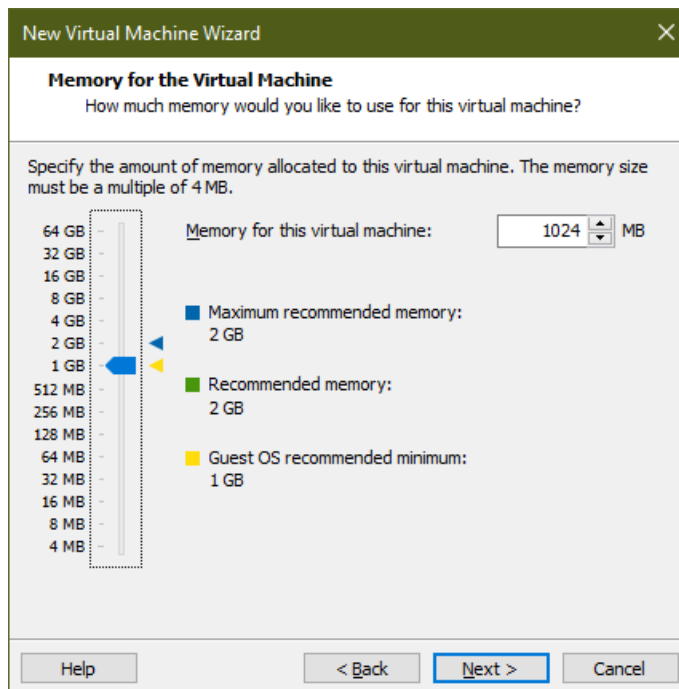 New Virtual Machine Wizard
Memory for the Virtual Machine
How much memory would you like to use for this virtual machine?
Specify the amount of memory allocated to this virtual machine. The memory size
must be a multiple of 4 MB.
64 GB
32 GB
16 GB
8 GB
4 GB
2 GB
1 GB
512 MB
256 MB
128 MB
64 MB
32 MB
16 MB
8 MB
4 MB
Memory for this virtual machine: 1024 MB
Maximum recommended memory:
2 GB
Recommended memory:
2 GB
Guest OS recommended minimum:
1 GB
Help < Back Next > Cancel